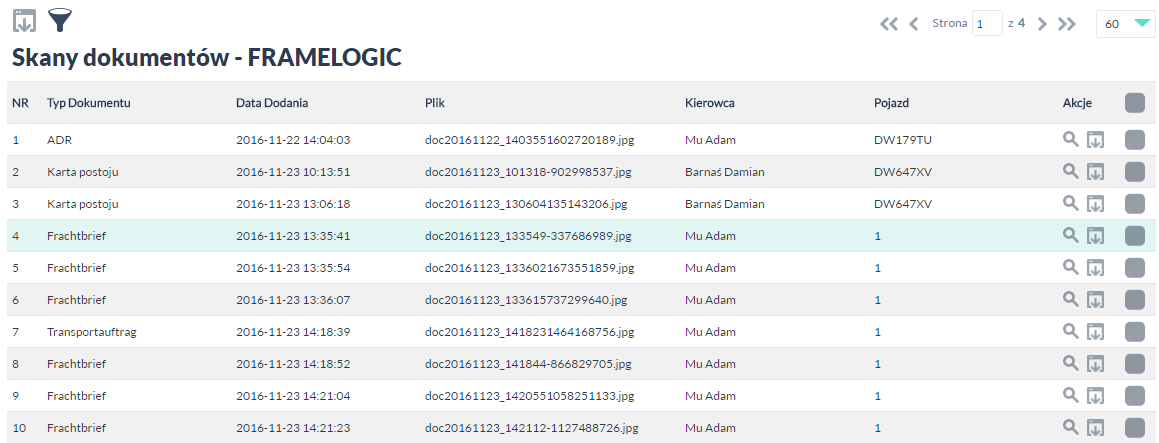 Strona 1 z 4 60
Skany dokumentów - FRAMELOGIC
NR Typ Dokumentu Data Dodania Plik Kierowca Pojazd Akcje
1 ADR 2016-11-22 14:04:03 doc20161122_1403551602720189.jpg Mu Adam DW179TU
2 Karta postoju 2016-11-23 10:13:51 doc20161123_101318-902998537.jpg Barnaś Damian DW647XV
3 Karta postoju 2016-11-23 13:06:18 doc20161123_130604135143206.jpg Barnaś Damian DW647XV
4 Frachtbrief 2016-11-23 13:35:41 doc20161123_133549-337686989.jpg Mu Adam 1
5 Frachtbrief 2016-11-23 13:35:54 doc20161123_1336021673551859.jpg Mu Adam 1
6 Frachtbrief 2016-11-23 13:36:07 doc20161123_133615737299640.jpg Mu Adam 1
7 Transportauftrag 2016-11-23 14:18:39 doc20161123_1418231464168756.jpg Mu Adam 1
8 Frachtbrief 2016-11-23 14:18:52 doc20161123_141844-866829705.jpg Mu Adam 1
9 Frachtbrief 2016-11-23 14:21:04 doc20161123_1420551058251133.jpg Mu Adam 1
10 Frachtbrief 2016-11-23 14:21:23 doc20161123_142112-1127488726.jpg Mu Adam 1